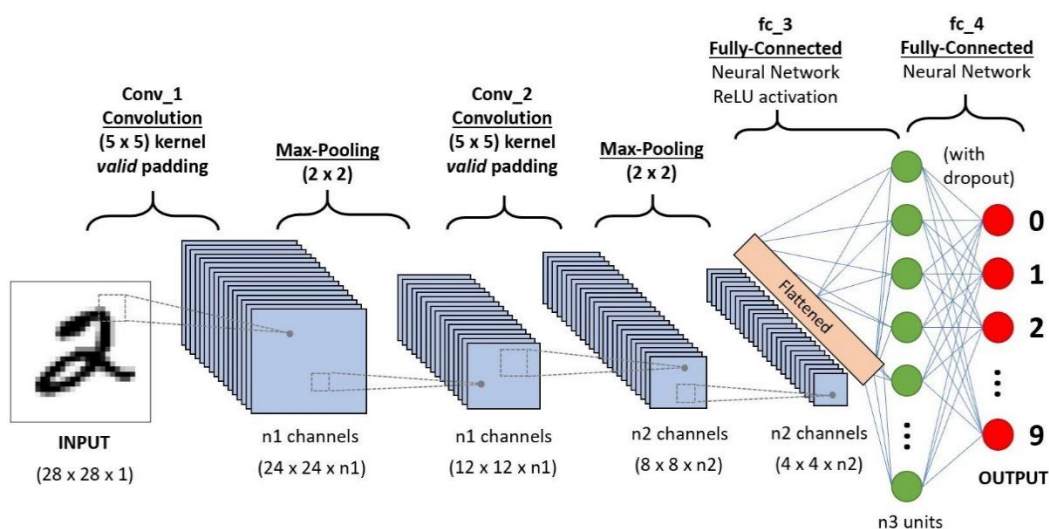 Conv_1
Convolution
(5 x 5) kernel
valid padding
Max-Pooling
(2 x 2)
Conv_2
Convolution
(5 x 5) kernel
valid padding
Max-Pooling
(2 x 2)
fc_3
Fully-Connected
Neural Network
ReLU activation
fc_4
Fully-Connected
Neural Network
(with
dropout)
INPUT
(28 x 28 x 1)
n1 channels
(24 x 24 x n1)
n1 channels
(12 x 12 x n1)
n2 channels
(8 x 8 x n2)
n2 channels
(4 x 4 x n2)
Flattened
n3 units
0
1
2
9
OUTPUT
2